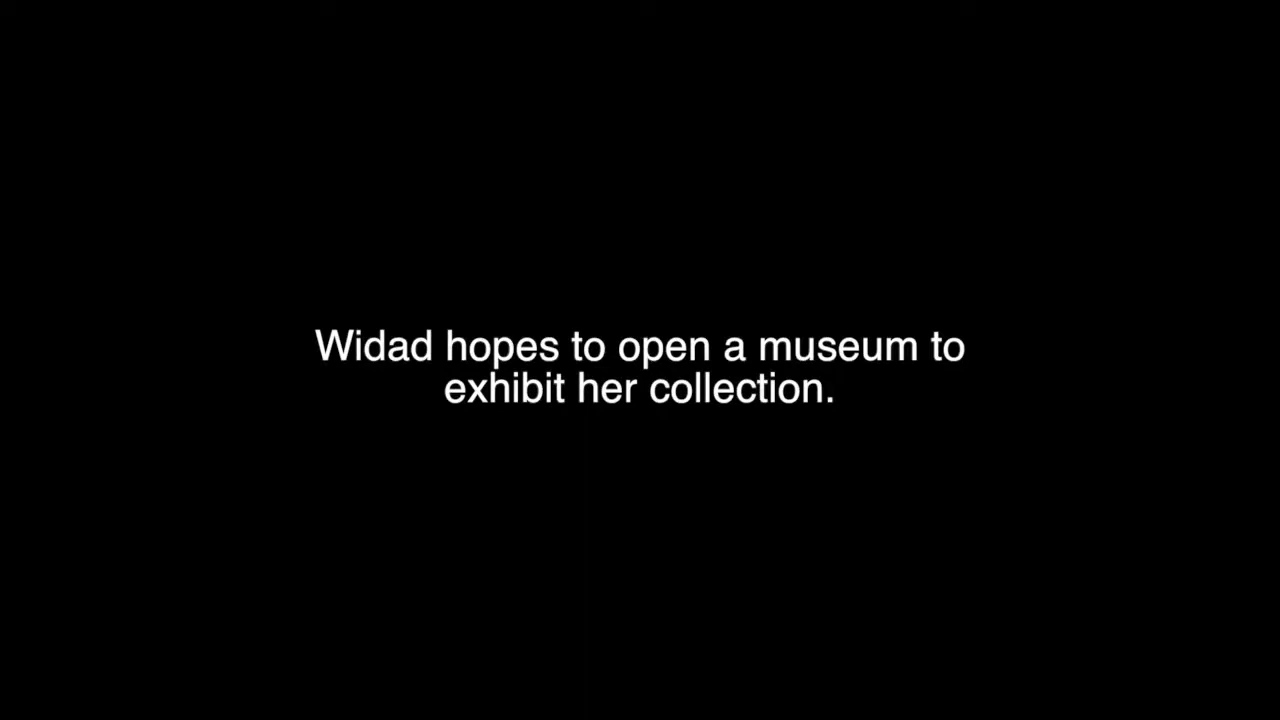 Widad hopes to open a museum to
exhibit her collection.